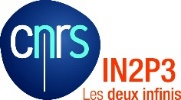 cnrs
IN2P3
Les deux infinis